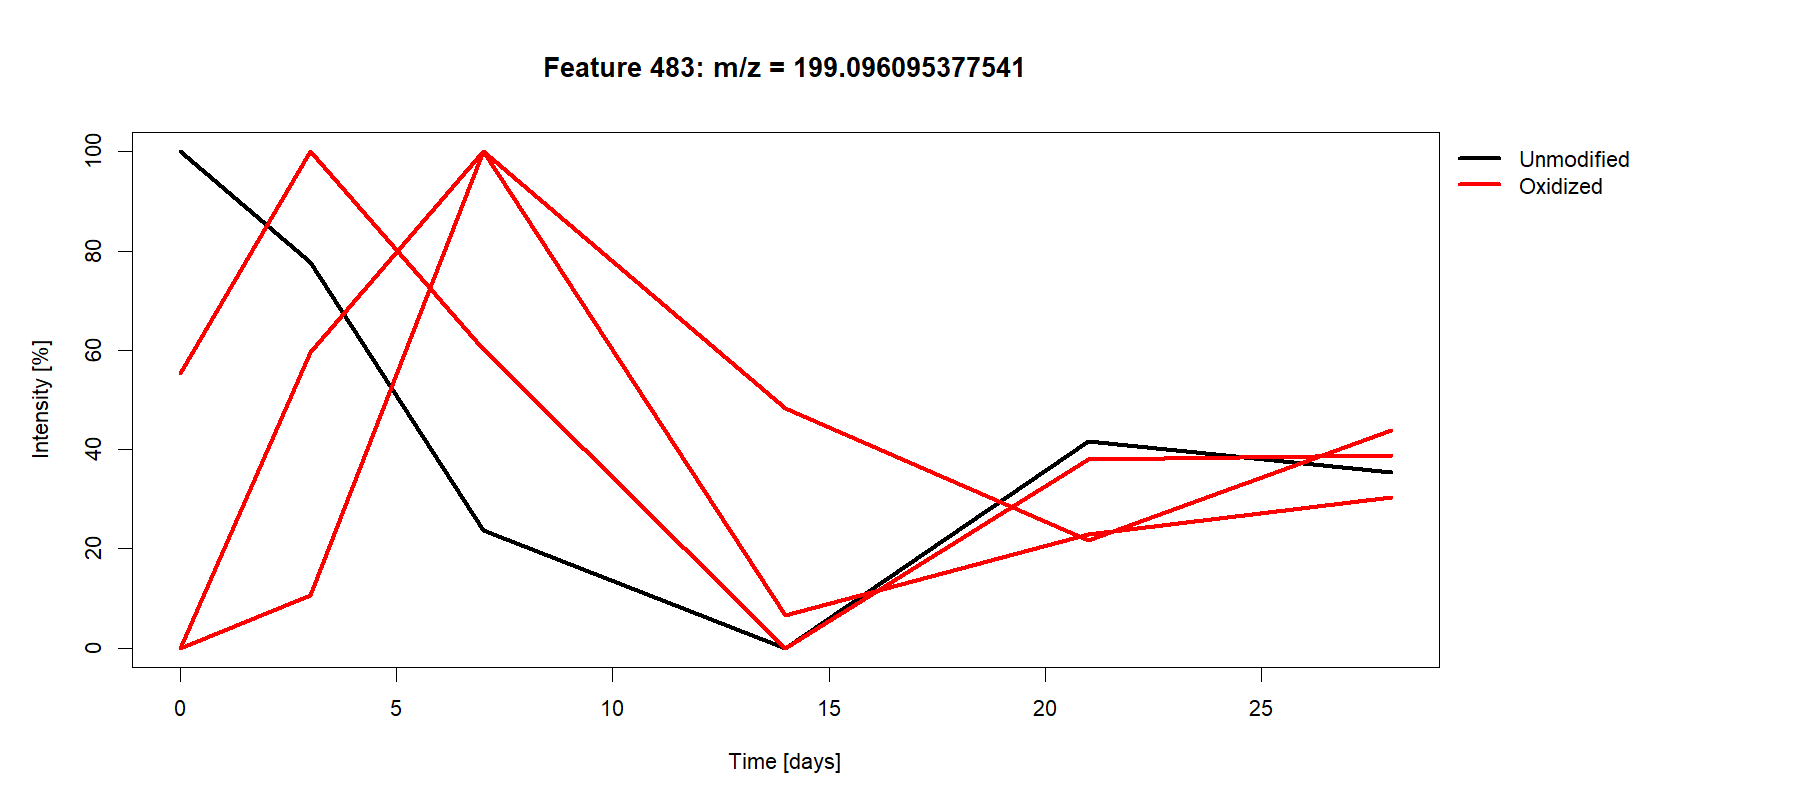 Feature 483: m/z = 199.096095377541
Unmodified
Oxidized
Intensity [%]
100
80
60
40
20
0
0 5 10 15 20 25
Time [days]